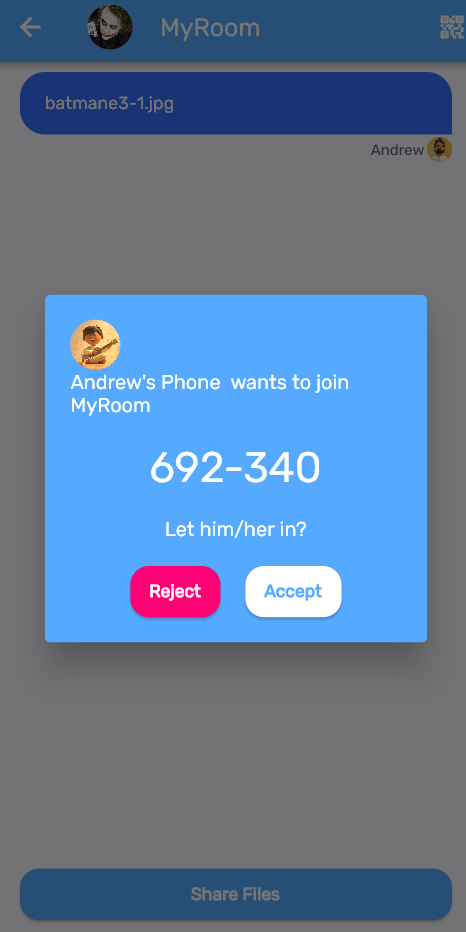 MyRoom
batmane3-1.jpg
Andrew
Andrew's Phone  wants to join
MyRoom
692-340
Let him/her in?
Reject Accept
Share Files